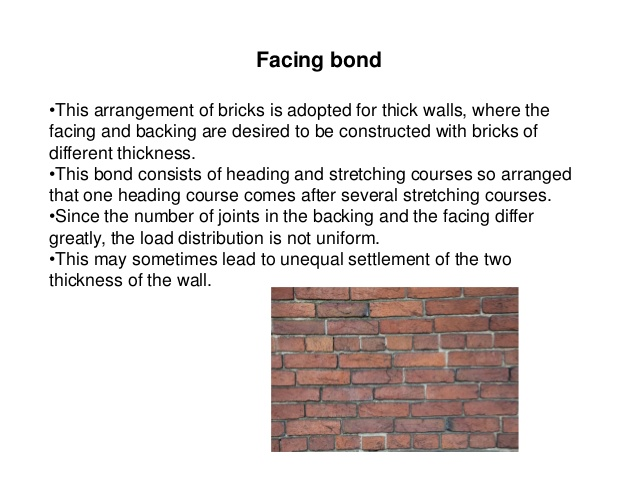 Facing bond
•This arrangement of bricks is adopted for thick walls, where the
facing and backing are desired to be constructed with bricks of
different thickness.
•This bond consists of heading and stretching courses so arranged
that one heading course comes after several stretching courses.
•Since the number of joints in the backing and the facing differ
greatly, the load distribution is not uniform.
•This may sometimes lead to unequal settlement of the two
thickness of the wall.